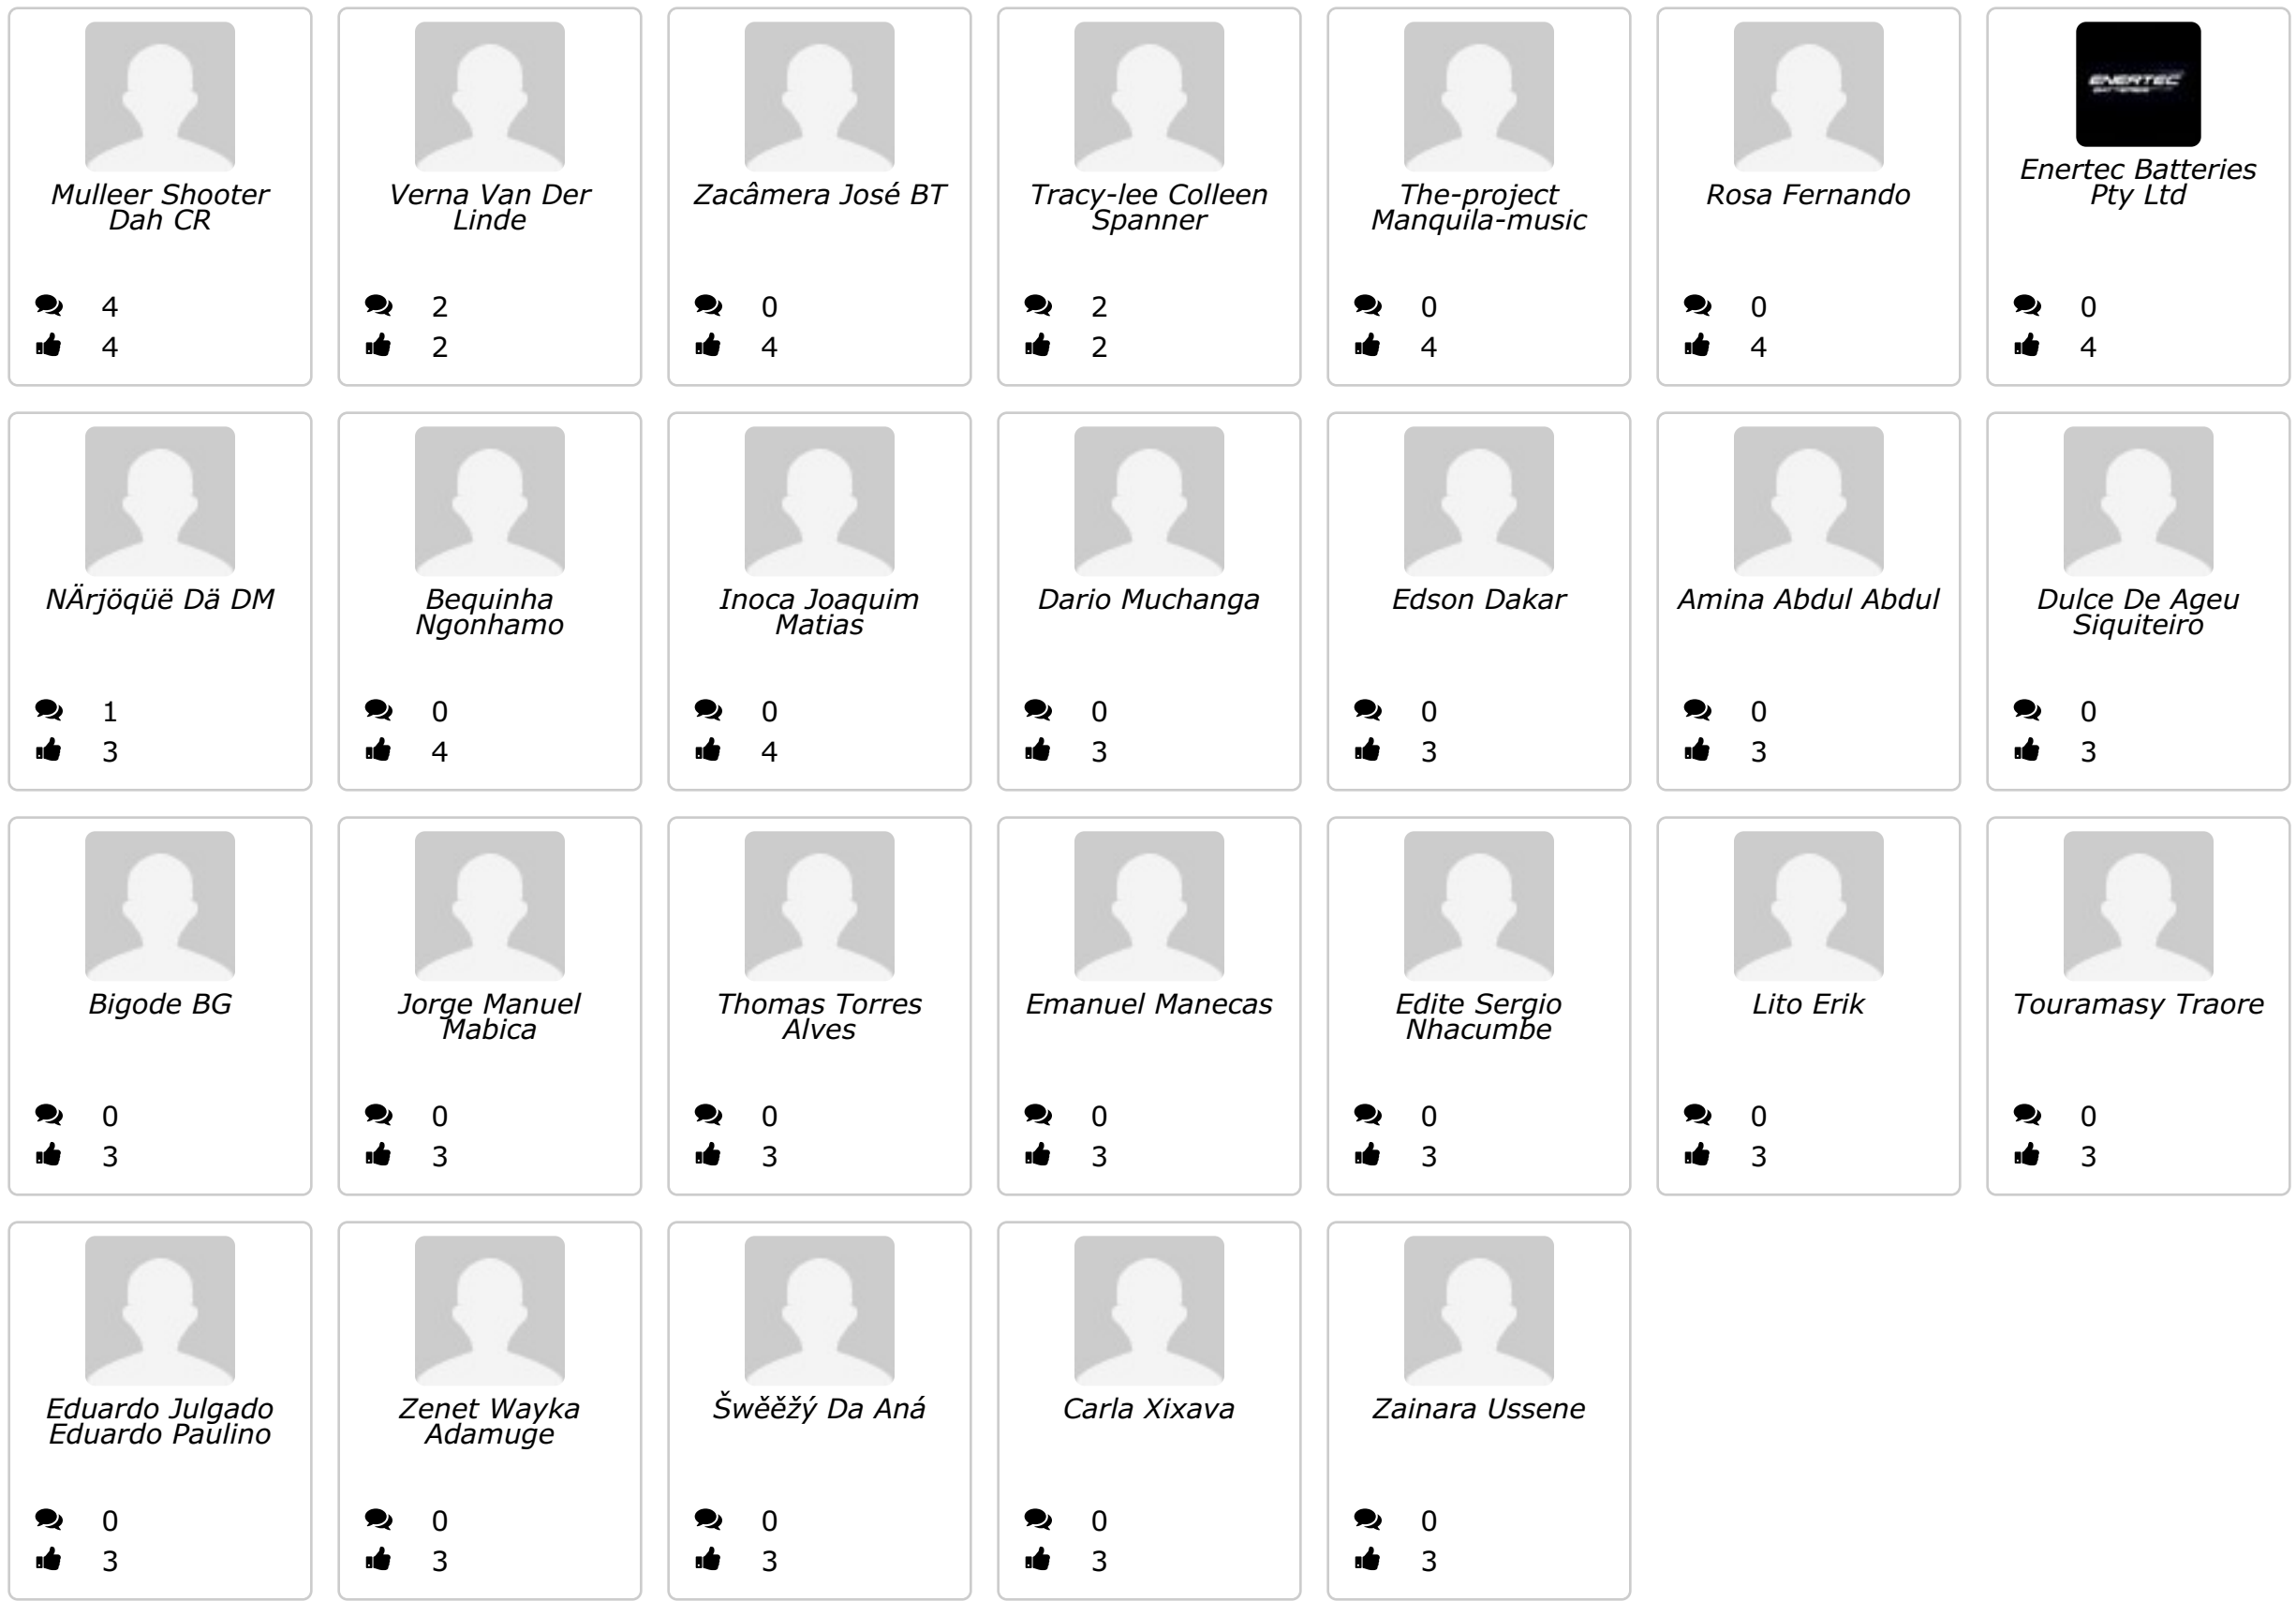 Mulleer Shooter
Dah CR
4
4
Verna Van Der
Linde
2
2
Zacâmera José BT
0
4
Tracy-lee Colleen
Spanner
2
2
The-project
Manquila-music
0
4
Rosa Fernando
0
4
ENERTEC
BATTERIES
Enertec Batteries
Pty Ltd
0
4
NÄrjöqüë Dä DM
1
3
Bequinha
Ngonhamo
0
4
Inoca Joaquim
Matias
0
4
Dario Muchanga
0
3
Edson Dakar
0
3
Amina Abdul Abdul
0
3
Dulce De Ageu
Siquiteiro
0
3
Bigode BG
0
3
Jorge Manuel
Mabica
0
3
Thomas Torres
Alves
0
3
Emanuel Manecas
0
3
Edite Sergio
Nhacumbe
0
3
Lito Erik
0
3
Touramasy Traore
0
3
Eduardo Julgado
Eduardo Paulino
0
3
Zenet Wayka
Adamuge
0
3
Šwěěžý Da Aná
0
3
Carla Xixava
0
3
Zainara Ussene
0
3